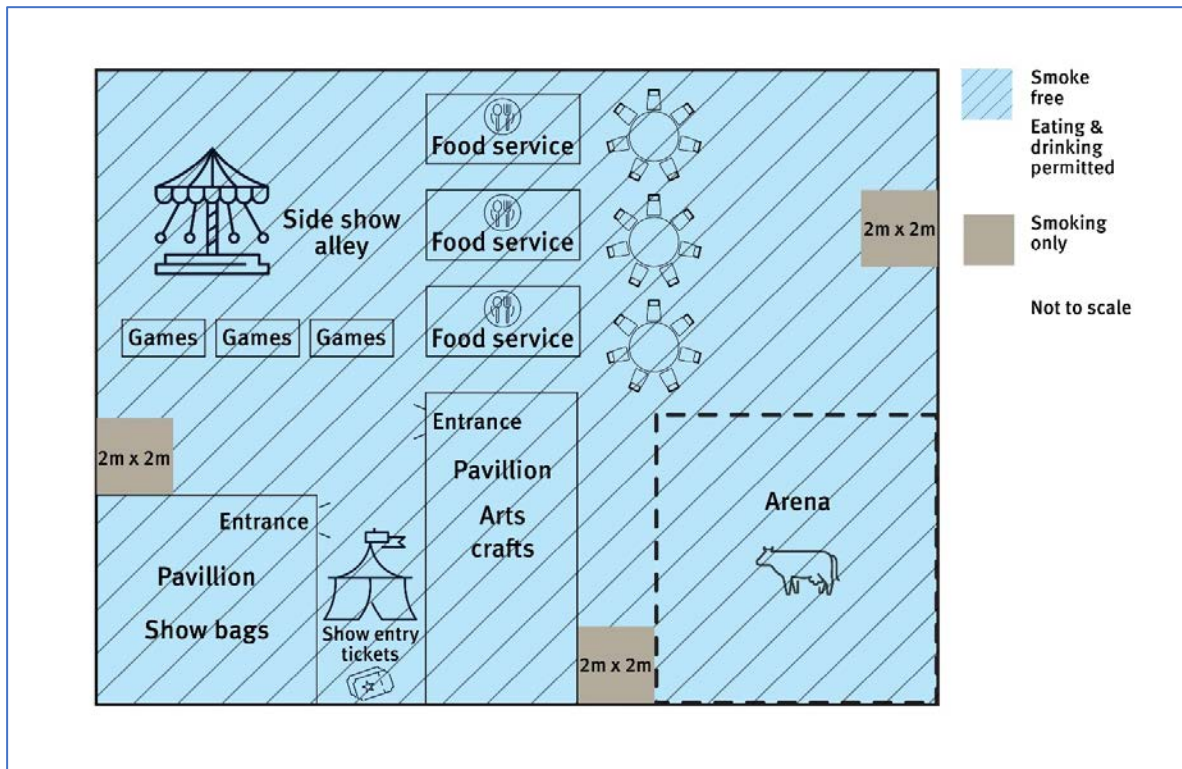 Food service
Side show
alley
Food service
Food service
Games
Games
Games
2m x 2m
2m x 2m
Entrance
Pavillion
Show bags
Show entry
tickets
Entrance
Pavillion
Arts
crafts
2m x 2m
Arena
Smoke
free
Eating &
drinking
permitted
Smoking
only
Not to scale